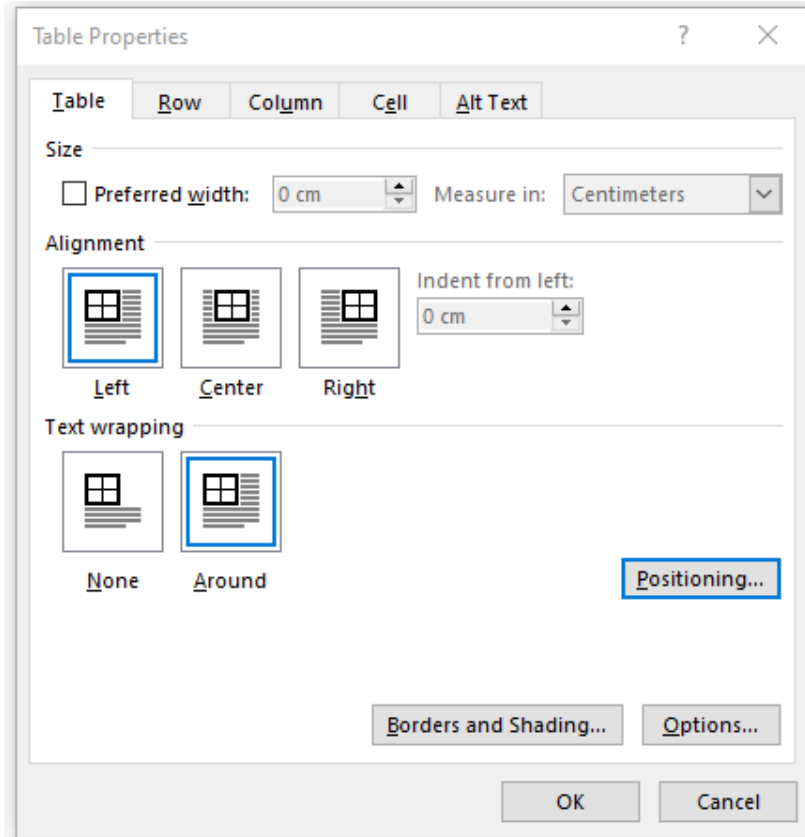 Table Properties ?
Table Row Column Cell Alt Text
Size
Preferred width: 0 cm Measure in: Centimeters
Alignment
Indent from left:
0 cm
Left Center Right
Text wrapping
None Around
Positioning...
Borders and Shading... Options...
OK Cancel